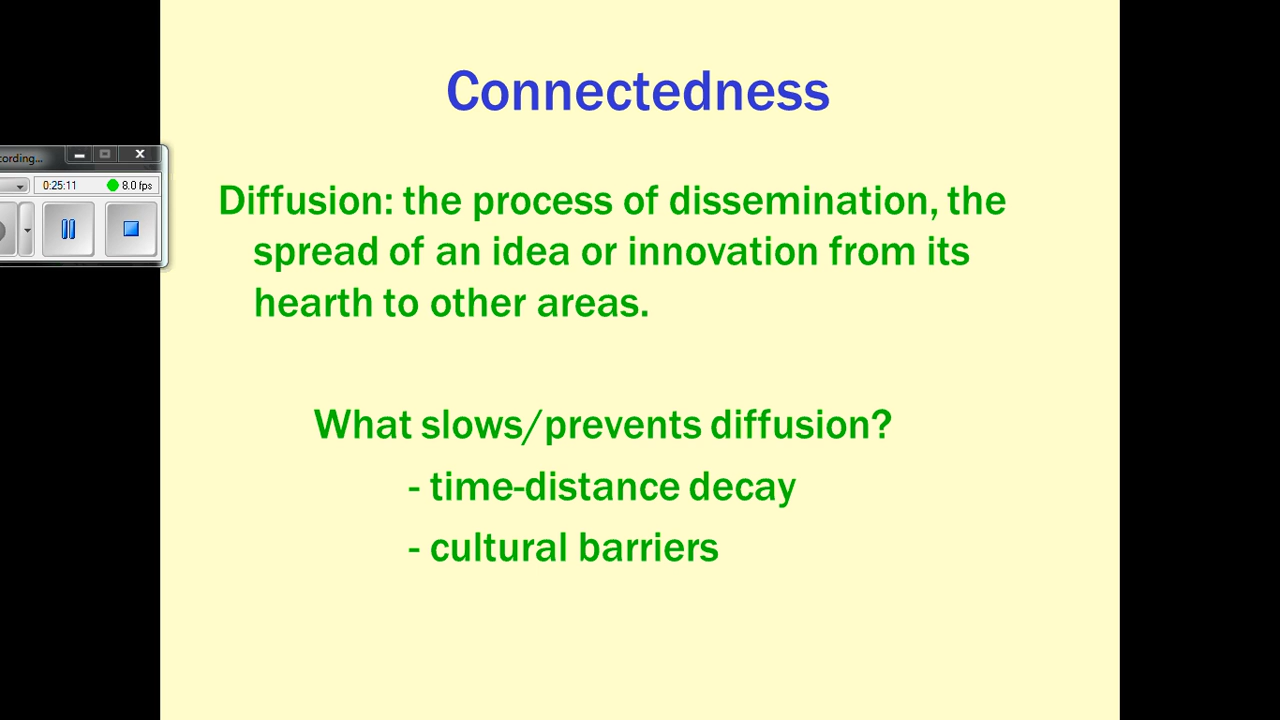 Connectedness
cording...
0:25:11 8.0 fps
Diffusion: the process of dissemination, the
spread of an idea or innovation from its
hearth to other areas.
What slows/prevents diffusion?
- time-distance decay
- cultural barriers